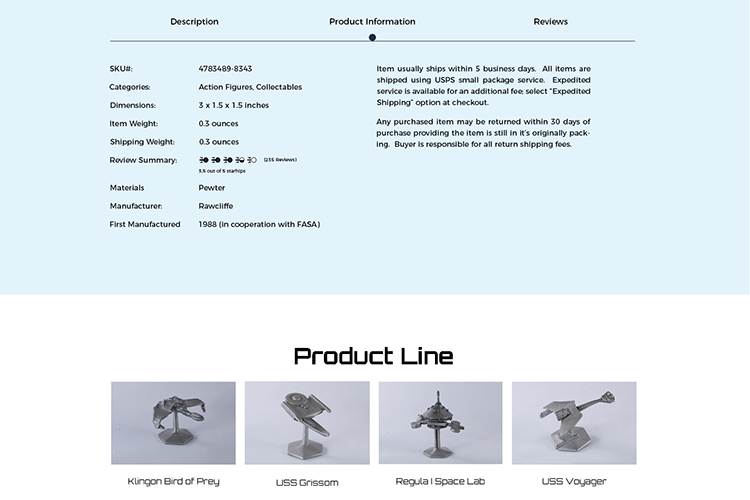 Description
Product Information
Reviews
SKU#: 4783489-8343
Categories: Action Figures, Collectables
Dimensions: 3 x 1.5 x 1.5 inches
Item Weight: 0.3 ounces
Shipping Weight: 0.3 ounces
Review Summary: (235 Reviews)
3.5 out of 5 starhips
Materials Pewter
Manufacturer: Rawcliffe
First Manufactured 1988 (in cooperation with FASA)
Item usually ships within 5 business days. All items are
shipped using USPS small package service. Expedited
service is available for an additional fee; select "Expedited
Shipping" option at checkout.
Any purchased item may be returned within 30 days of
purchase providing the item is still in it's originally pack-
ing. Buyer is responsible for all return shipping fees.
Product Line
Klingon Bird of Prey
USS Grissom
Regula I Space Lab
USS Voyager